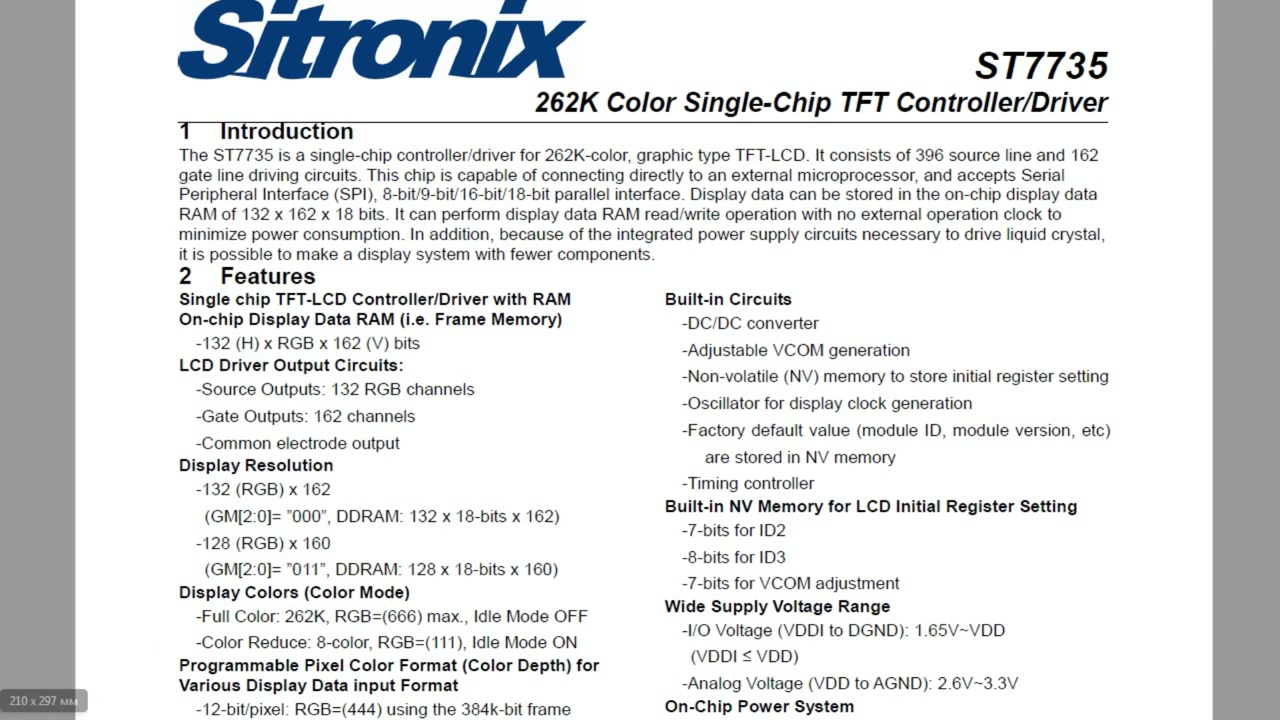 Sitronix
ST7735
262K Color Single-Chip TFT Controller/Driver
1 Introduction
The ST7735 is a single-chip controller/driver for 262K-color, graphic type TFT-LCD. It consists of 396 source line and 162
gate line driving circuits. This chip is capable of connecting directly to an external microprocessor, and accepts Serial
Peripheral Interface (SPI), 8-bit/9-bit/16-bit/18-bit parallel interface. Display data can be stored in the on-chip display data
RAM of 132 x 162 x 18 bits. It can perform display data RAM read/write operation with no external operation clock to
minimize power consumption. In addition, because of the integrated power supply circuits necessary to drive liquid crystal,
it is possible to make a display system with fewer components.
2 Features
Single chip TFT-LCD Controller/Driver with RAM
On-chip Display Data RAM (i.e. Frame Memory)
-132 (H) x RGB x 162 (V) bits
LCD Driver Output Circuits:
-Source Outputs: 132 RGB channels
-Gate Outputs: 162 channels
-Common electrode output
Display Resolution
-132 (RGB) x 162
(GM[2:0]= ”000”, DDRAM: 132 x 18-bits x 162)
-128 (RGB) x 160
(GM[2:0]= ”011”, DDRAM: 128 x 18-bits x 160)
Display Colors (Color Mode)
-Full Color: 262K, RGB=(666) max., Idle Mode OFF
-Color Reduce: 8-color, RGB=(111), Idle Mode ON
Programmable Pixel Color Format (Color Depth) for
Various Display Data input Format
-12-bit/pixel: RGB=(444) using the 384k-bit frame
Built-in Circuits
-DC/DC converter
-Adjustable VCOM generation
-Non-volatile (NV) memory to store initial register setting
-Oscillator for display clock generation
-Factory default value (module ID, module version, etc)
are stored in NV memory
-Timing controller
Built-in NV Memory for LCD Initial Register Setting
-7-bits for ID2
-8-bits for ID3
-7-bits for VCOM adjustment
Wide Supply Voltage Range
-I/O Voltage (VDDI to DGND): 1.65V~VDD
(VDDI ≤ VDD)
-Analog Voltage (VDD to AGND): 2.6V~3.3V
On-Chip Power System
210 x 297 мм